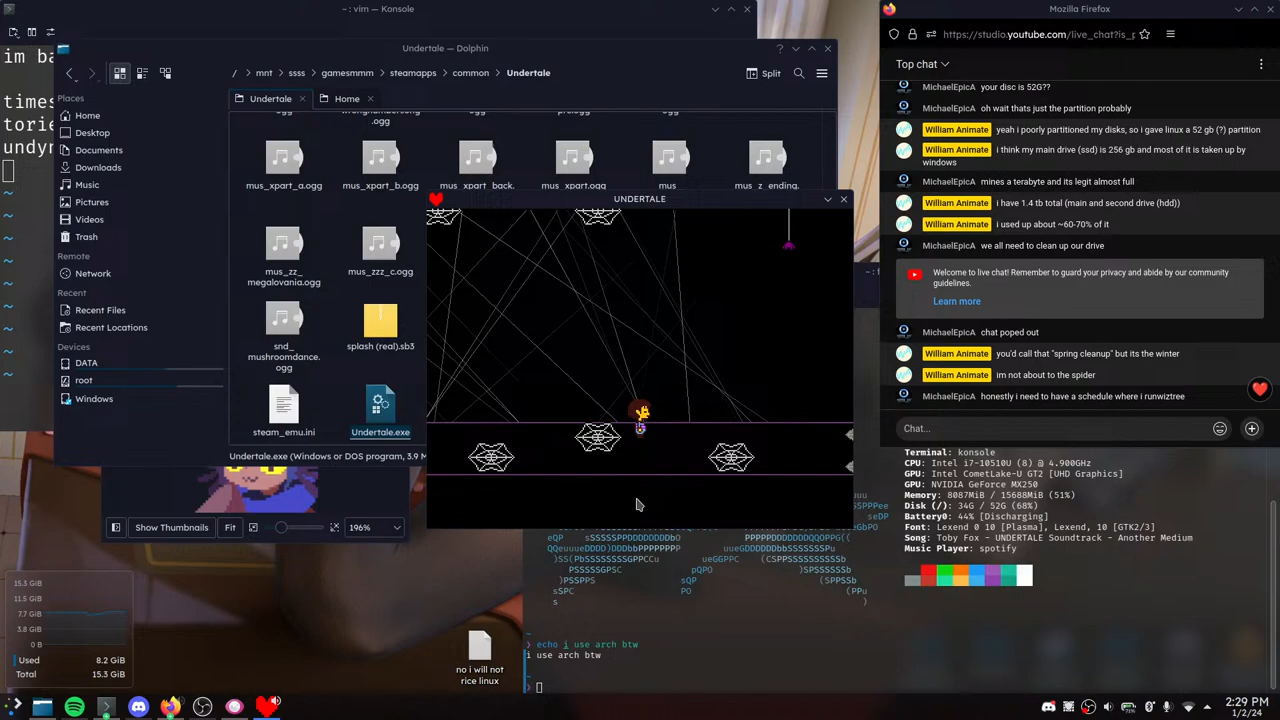 ~ : vim — Konsole
Undertale — Dolphin
Mozilla Firefox
im ba
times
tories
undyn
~
~
~
~
~
~
~
~
/ > mnt > ssss > gamesmmm > steamapps > common > Undertale
Split
Places
Home
Desktop
Documents
Downloads
Music
Pictures
Videos
Trash
Remote
Network
Recent
Recent Files
Recent Locations
Devices
DATA
root
Windows
Undertale
Home
.ogg
mus_xpart_a.ogg
mus_xpart_b.ogg
mus_xpart_back.
mus_xpart.ogg
mus
mus_z_ending.
mus_zz_
megalovania.ogg
mus_zzz_c.ogg
snd_
mushroomdance.
ogg
splash (real).sb3
steam_emu.ini
Undertale.exe
Undertale.exe (Windows or DOS program, 3.9 M
UNDERTALE
Show Thumbnails
Fit
196%
https://studio.youtube.com/live_chat?is_p
Top chat
MichaelEpicA your disc is 52G??
MichaelEpicA oh wait thats just the partition probably
William Animate yeah i poorly partitioned my disks, so i gave linux a 52 gb (?) partition
William Animate i think my main drive (ssd) is 256 gb and most of it is taken up by
windows
MichaelEpicA mines a terabyte and its legit almost full
William Animate i have 1.4 tb total (main and second drive (hdd))
William Animate i used up about ~60-70% of it
MichaelEpicA we all need to clean up our drive
Welcome to live chat! Remember to guard your privacy and abide by our community
guidelines.
Learn more
MichaelEpicA chat poped out
William Animate you'd call that "spring cleanup" but its the winter
William Animate im not about to the spider
MichaelEpicA honestly i need to have a schedule where i runwiztree
Chat...
Terminal: konsole
CPU: Intel i7-10510U (8) @ 4.900GHz
GPU: Intel CometLake-U GT2 [UHD Graphics]
GPU: NVIDIA GeForce MX250
Memory: 8087MiB / 15688MiB (51%)
Disk (/): 34G / 52G (68%)
Battery0: 44% [Discharging]
Font: Lexend 0 10 [Plasma], Lexend, 10 [GTK2/3]
Song: Toby Fox - UNDERTALE Soundtrack - Another Medium
Music Player: spotify
~
❯ echo i use arch btw
i use arch btw
~
❯
15.3 GiB
11.5 GiB
7.7 GiB
3.8 GiB
0 B
Used 8.2 GiB
Total 15.3 GiB
no i will not
rice linux
2:29 PM
1/2/24